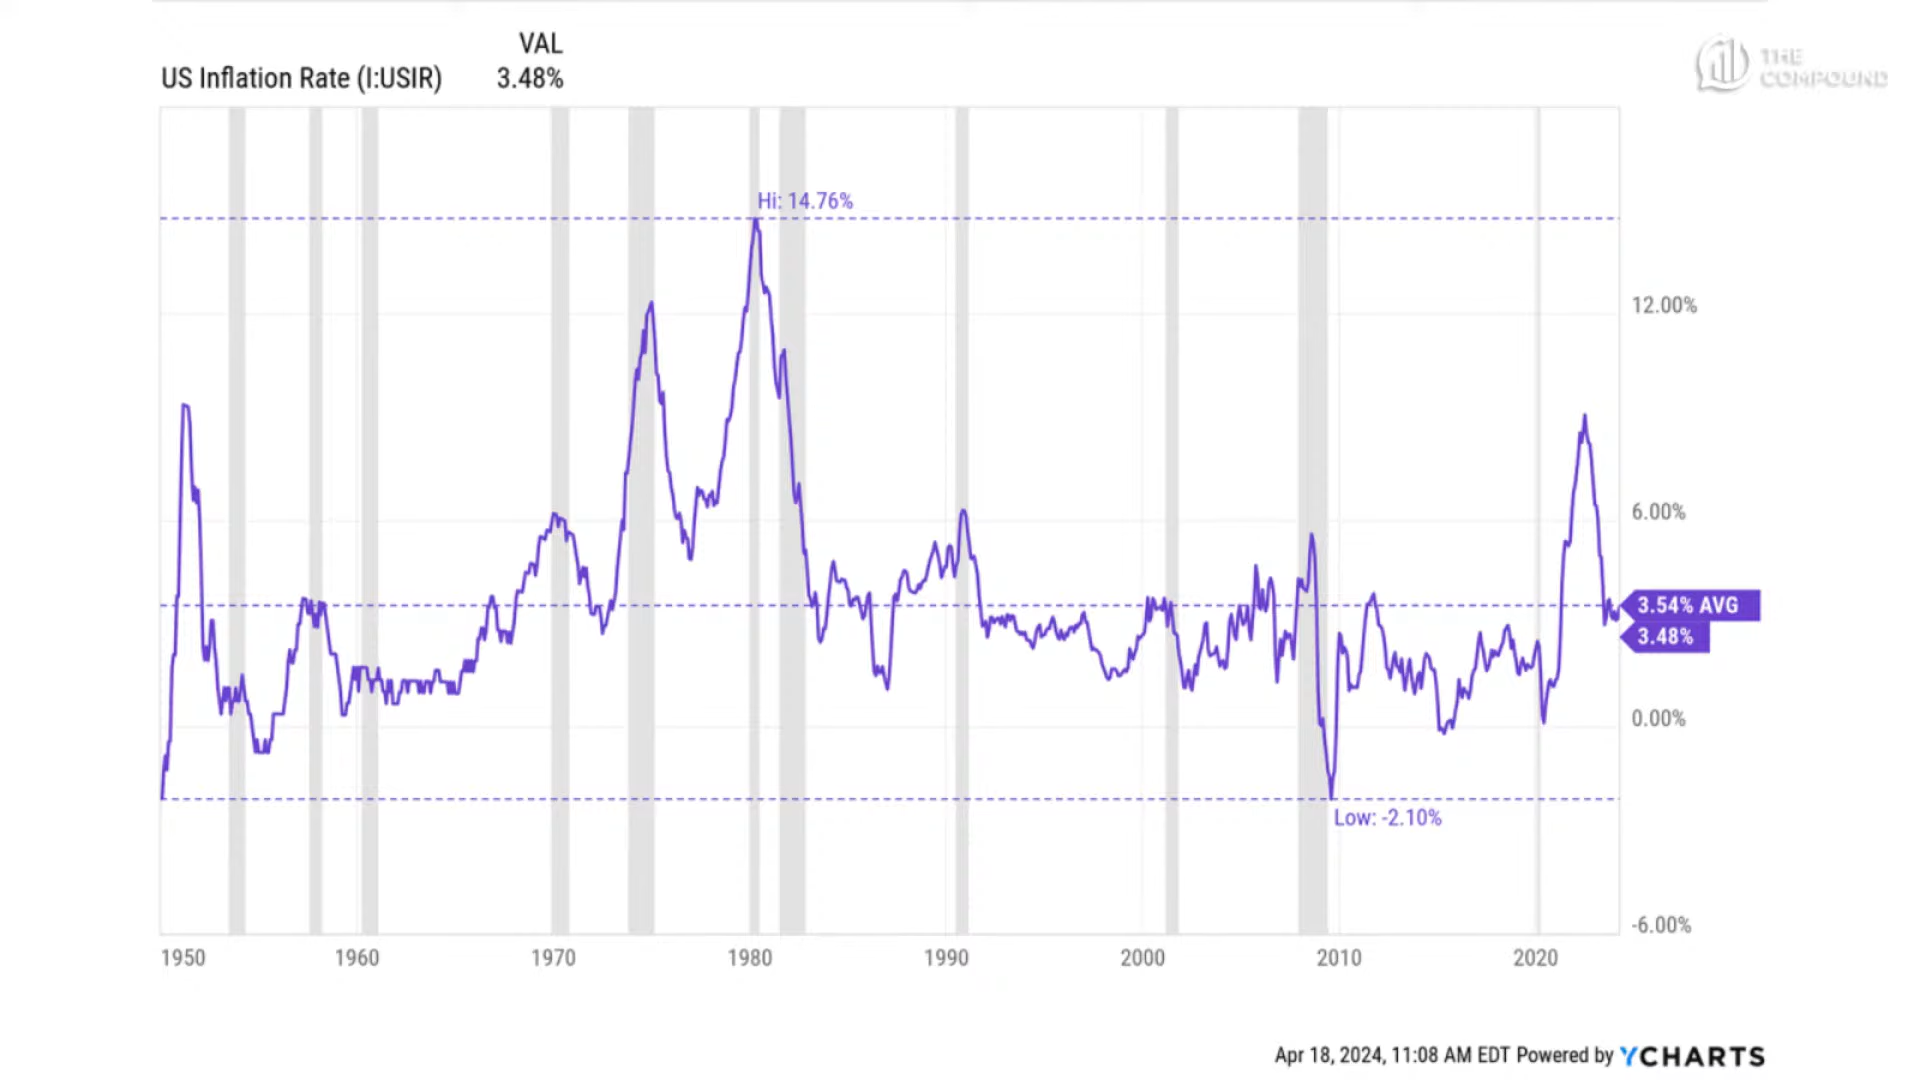 VAL
US Inflation Rate (I:USIR) 3.48%
THE
COMPOUND
Hi: 14.76%
12.00%
6.00%
3.54% AVG
3.48%
0.00%
Low: -2.10%
-6.00%
1950 1960 1970 1980 1990 2000 2010 2020
Apr 18, 2024, 11:08 AM EDT Powered by YCHARTS